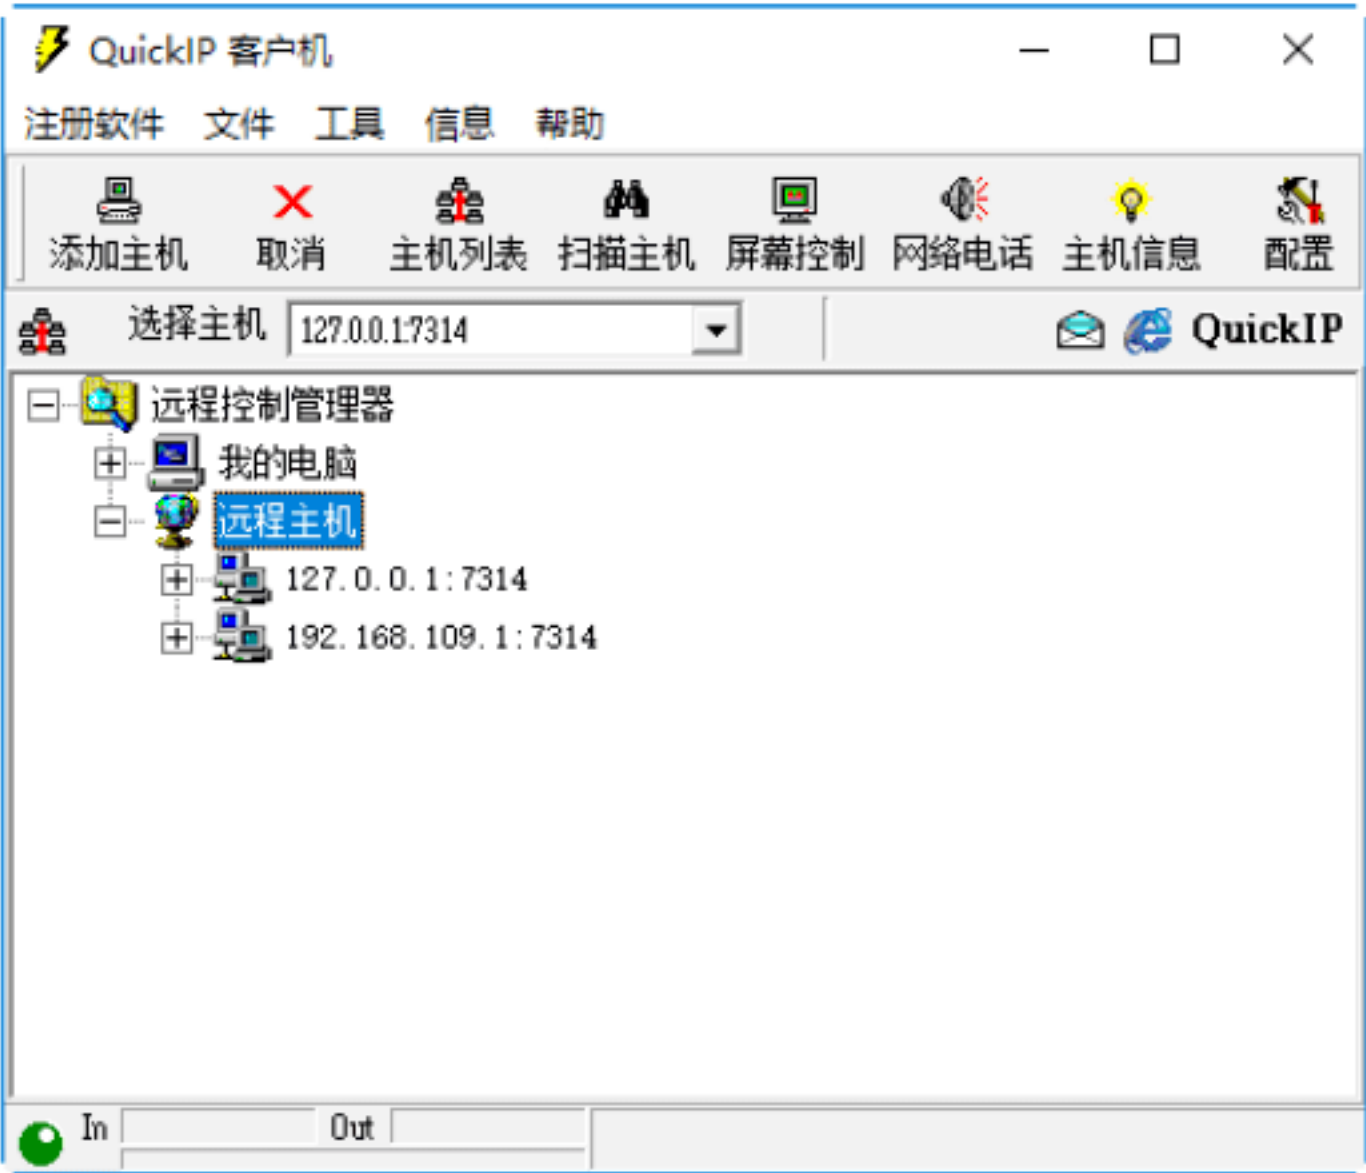 QuickIP 客户机
注册软件 文件 工具 信息 帮助
添加主机 取消 主机列表 扫描主机 屏幕控制 网络电话 主机信息 配置
选择主机 127.0.0.1:7314 QuickIP
远程控制管理器
我的电脑
远程主机
127.0.0.1:7314
192.168.109.1:7314
In Out